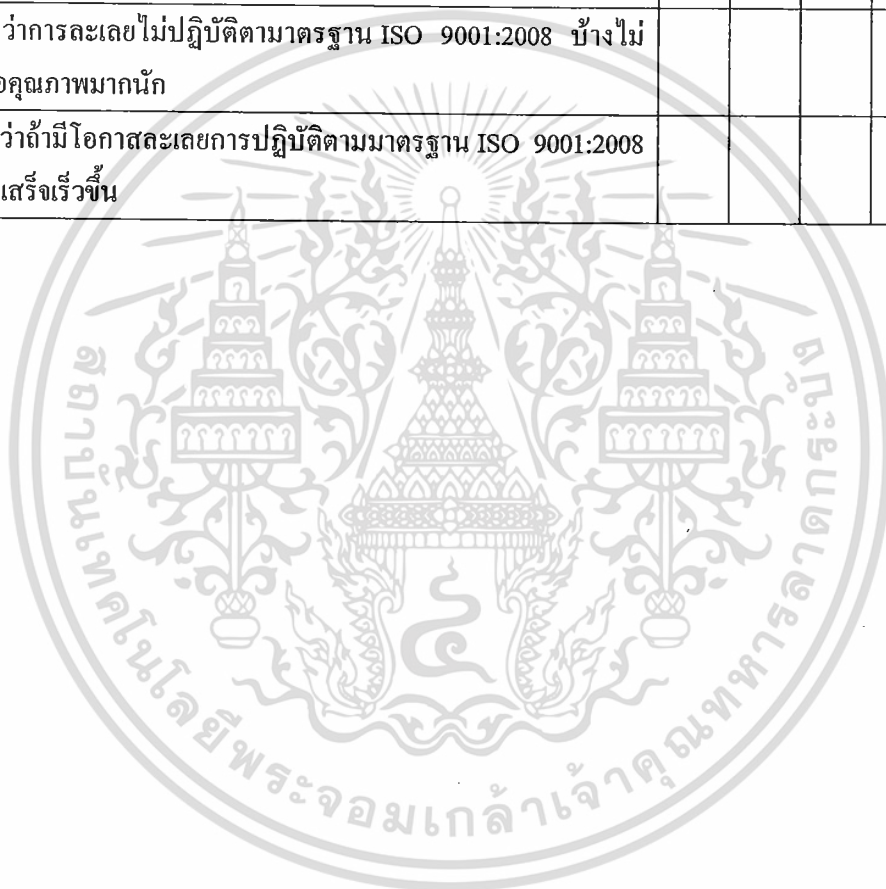 ว่าการละเลยไม่ปฏิบัติตามาตรฐาน ISO 9001:2008 บ้างไม่
อคุณภาพมากนัก
ว่าถ้ามีโอกาสละเลยการปฏิบัติตามมาตรฐาน ISO 9001:2008
เสร็จเร็วขึ้น
สถาบันเทคโนโลยีพระจอมเกล้าเจ้าคุณทหารลาดกระบัง